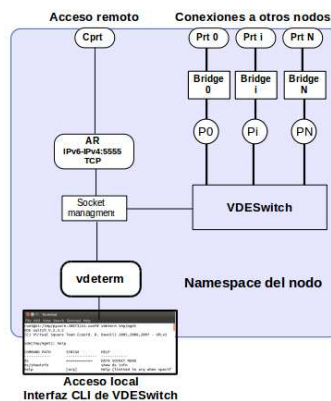 Acceso remoto
Conexiones a otros nodos
Cprt
Prt 0
Prt i
Prt N
Bridge
0
Bridge
i
Bridge
N
P0
Pi
PN
AR
IPv6-IPv4:5555
TCP
Socket
managment
VDESwitch
vdeterm
Namespace del nodo
Acceso local
Interfaz CLI de VDESwitch